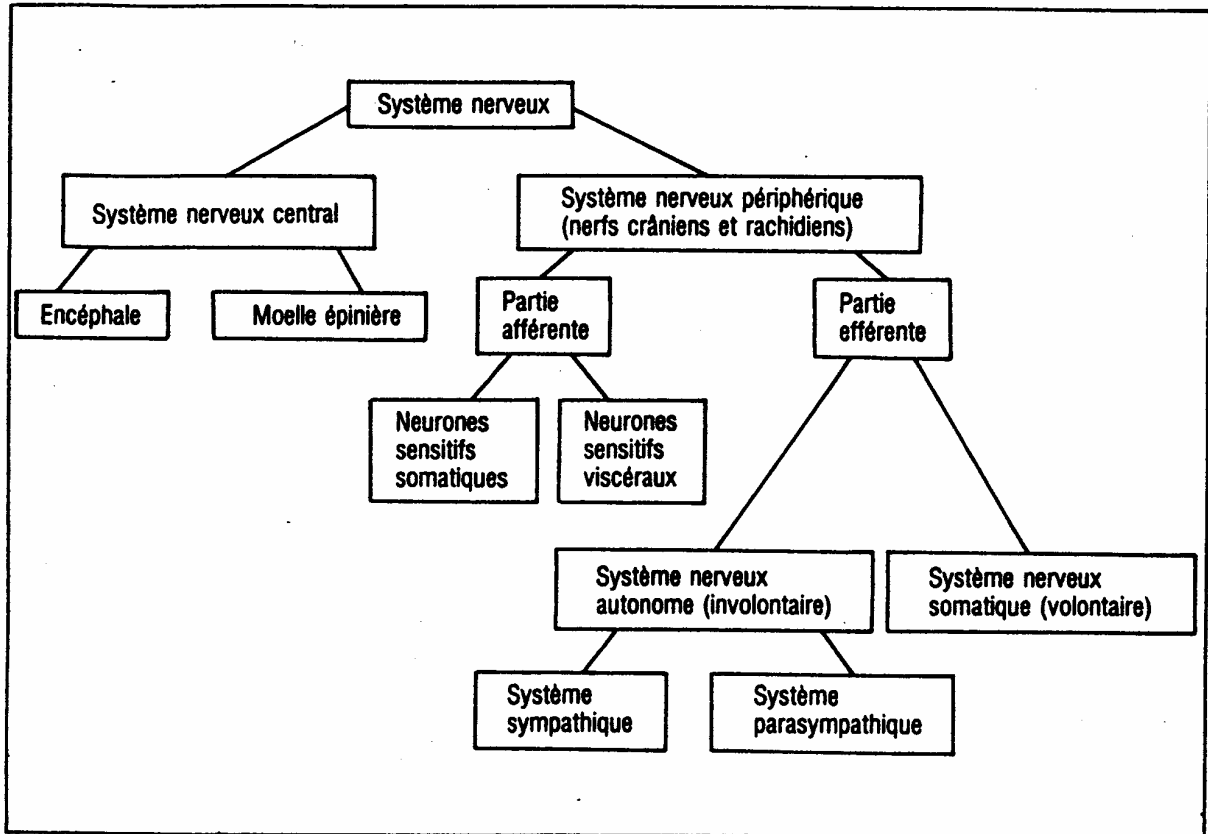 Système nerveux
Système nerveux central
Système nerveux périphérique
(nerfs crâniens et rachidiens)
Encéphale
Moelle épinière
Partie
afférente
Partie
efférente
Neurones
sensitifs
somatiques
Neurones
sensitifs
viscéraux
Système nerveux
autonome (involontaire)
Système nerveux
somatique (volontaire)
Système
sympathique
Système
parasympathique